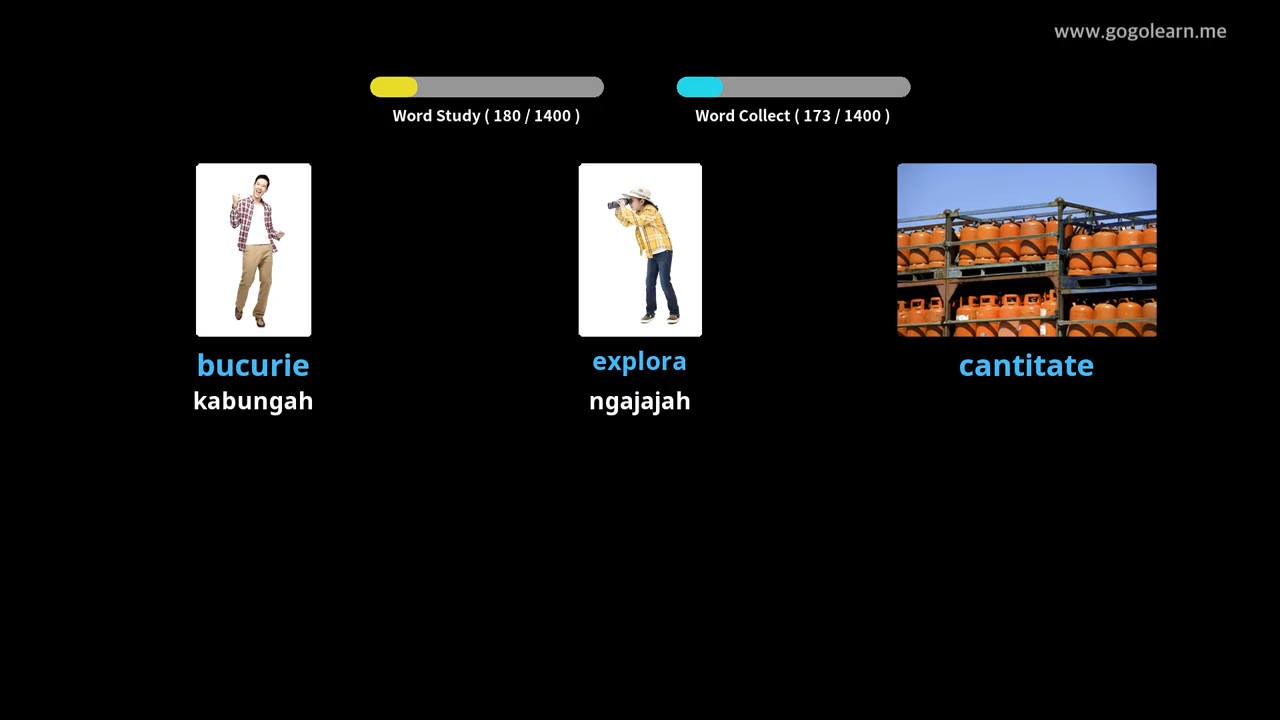 www.gogolearn.me
Word Study ( 180 / 1400 )
Word Collect ( 173 / 1400 )
bucurie
kabungah
explora
ngajajah
cantitate